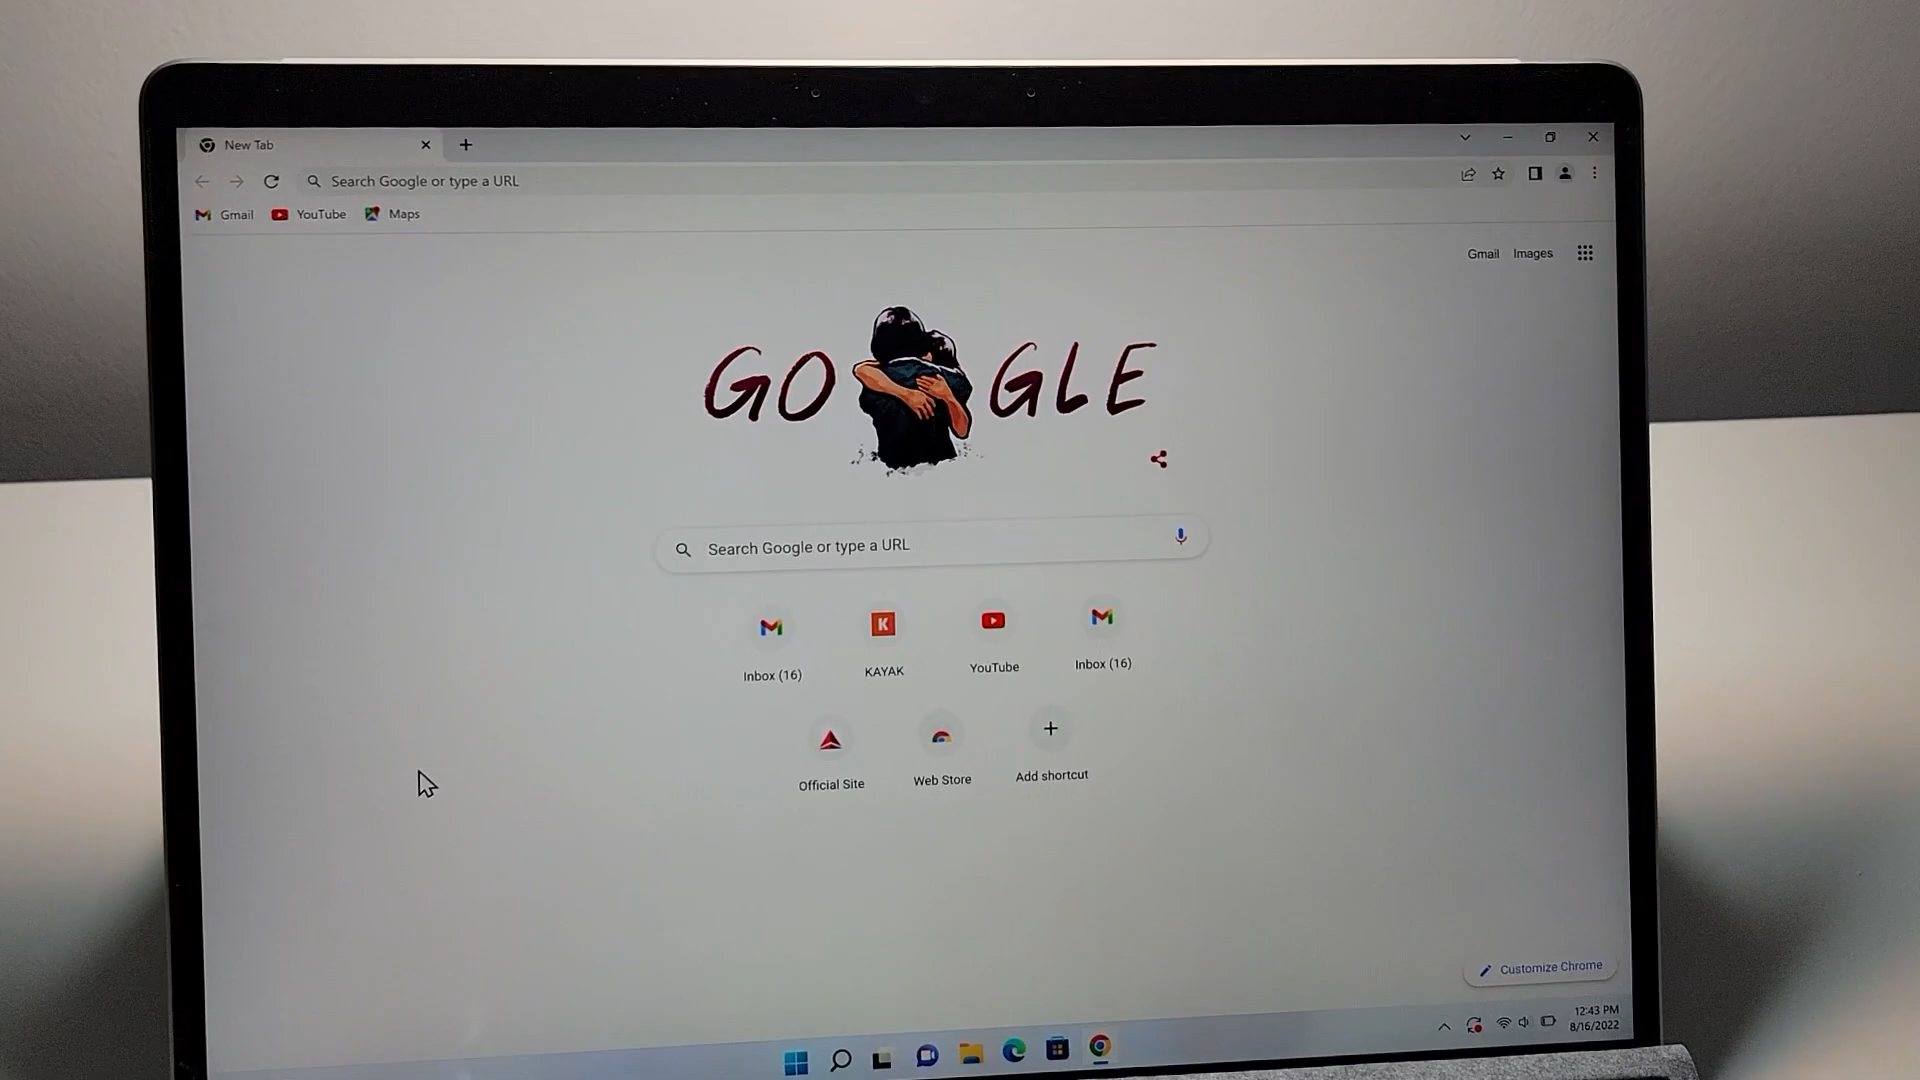 New Tab
Search Google or type a URL
Gmail YouTube Maps
Gmail Images
GO GLE
Search Google or type a URL
Inbox (16) KAYAK YouTube Inbox (16)
Official Site Web Store Add shortcut
Customize Chrome
12:43 PM
8/16/2022